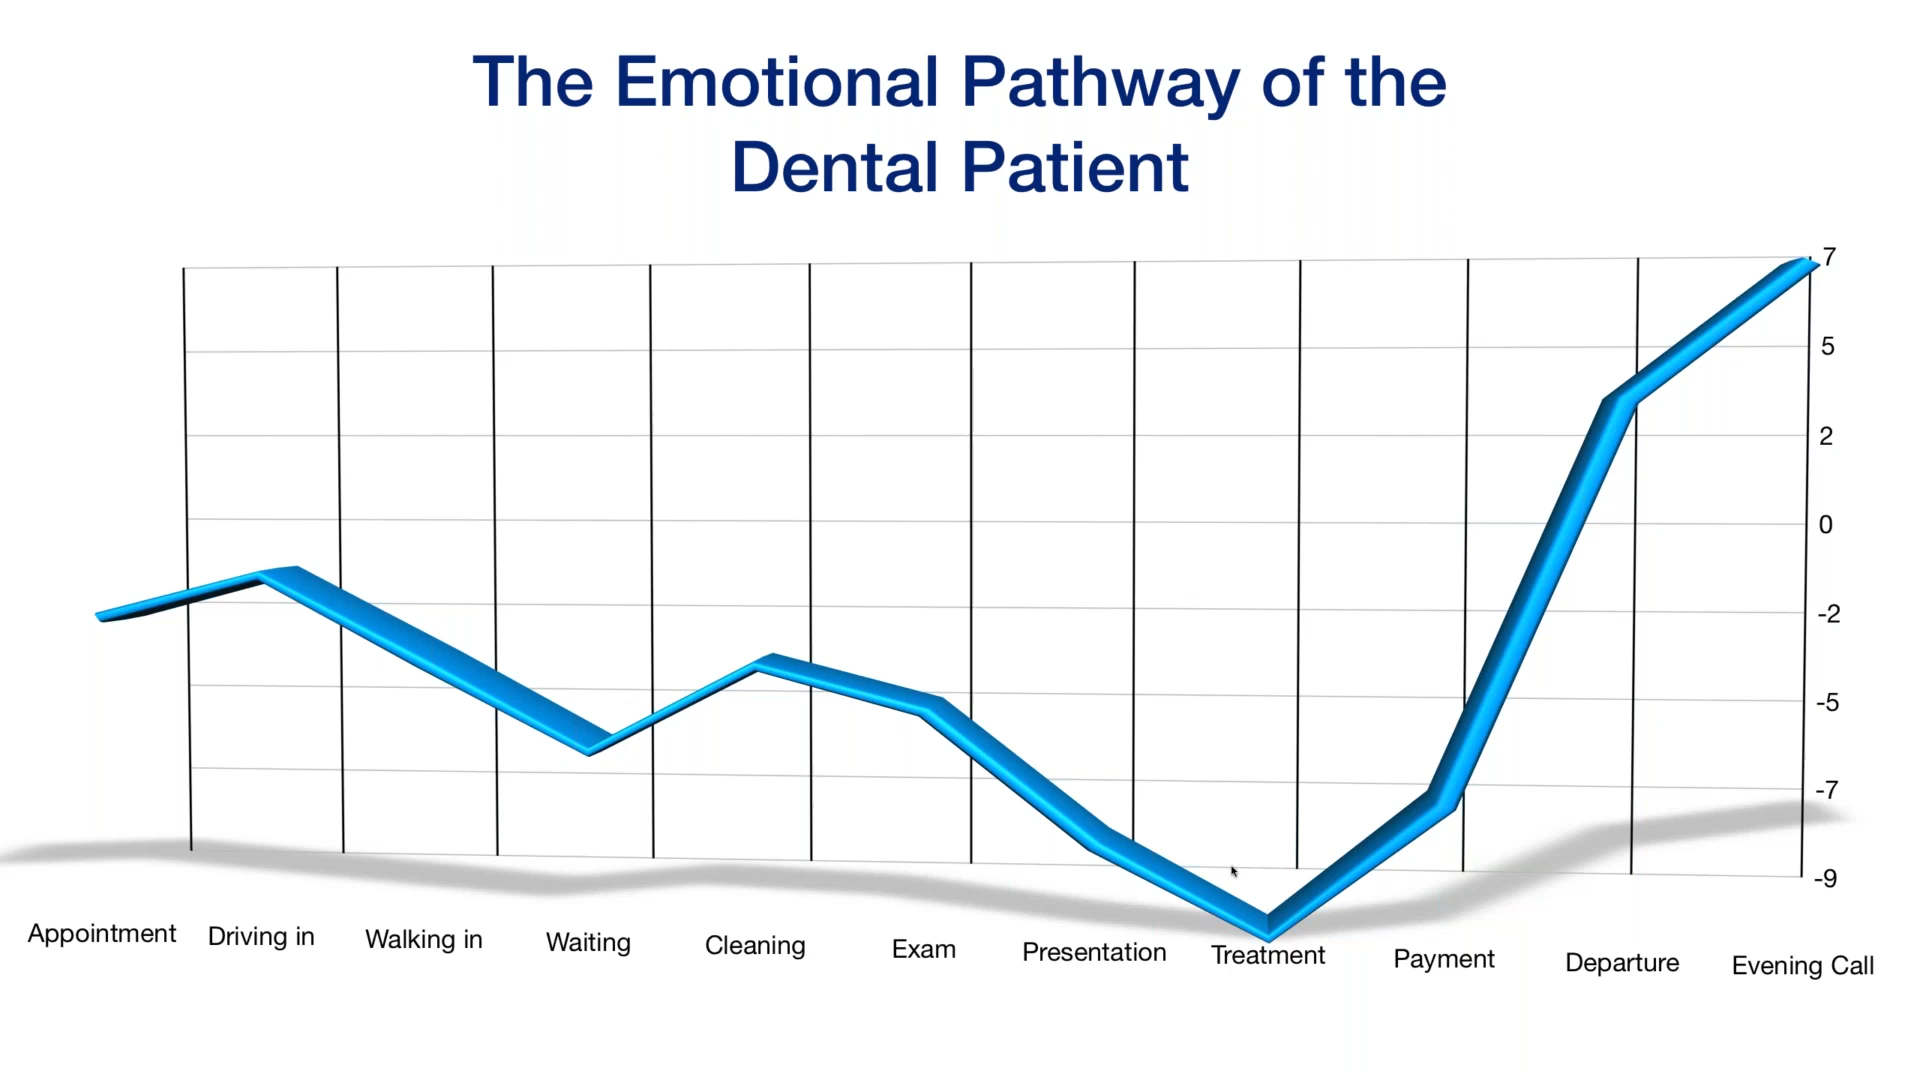 The Emotional Pathway of the
Dental Patient
7
5
2
0
-2
-5
-7
-9
Appointment Driving in Walking in Waiting Cleaning Exam Presentation Treatment Payment Departure Evening Call